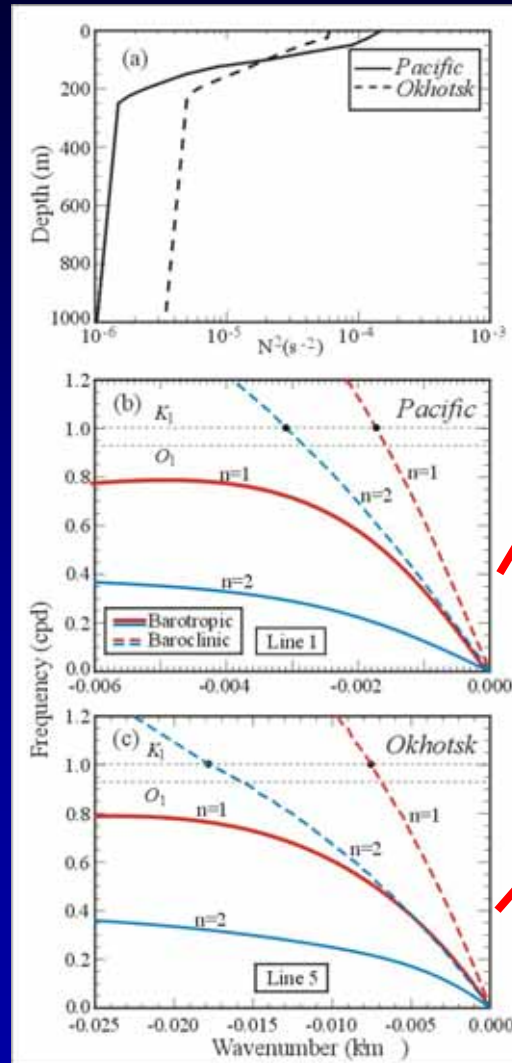 (a)
Pacific
Okhotsk
0
200
400
600
800
1000
Depth (m)
10-6
10-5
10-4
10-3
N2(s-2)
(b)
Pacific
1.2
1.0
0.8
0.6
0.4
0.2
0.0
K1
O1
n=1
n=2
n=1
n=2
Barotropic
Baroclinic
Line 1
-0.006
-0.004
-0.002
0.000
Frequency (cpd)
(c)
Okhotsk
1.2
1.0
0.8
0.6
0.4
0.2
0.0
K1
O1
n=1
n=1
n=2
n=2
Line 5
-0.025
-0.020
-0.015
-0.010
-0.005
0.000
Wavenumber